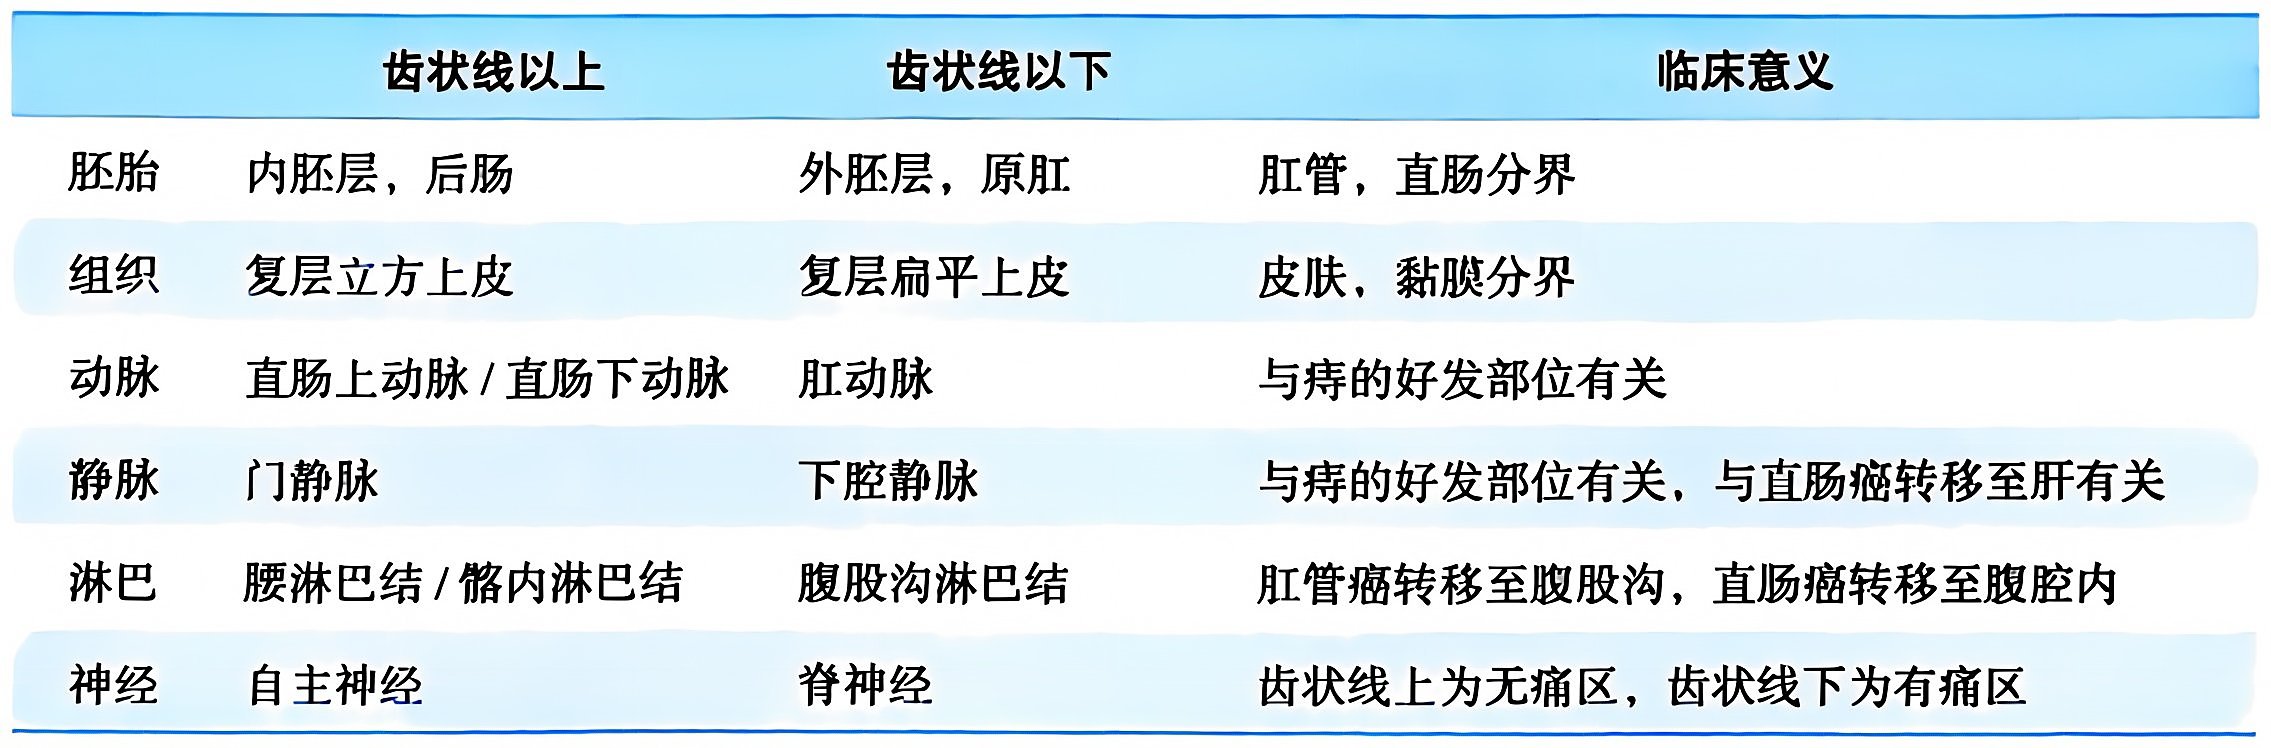 齿状线以上 齿状线以下 临床意义
胚胎 内胚层，后肠 外胚层，原肛 肛管，直肠分界
组织 复层立方上皮 复层扁平上皮 皮肤，黏膜分界
动脉 直肠上动脉/直肠下动脉 肛动脉 与痔的好发部位有关
静脉 门静脉 下腔静脉 与痔的好发部位有关，与直肠癌转移至肝有关
淋巴 腰淋巴结/髂内淋巴结 腹股沟淋巴结 肛管癌转移至腹股沟，直肠癌转移至腹腔内
神经 自主神经 脊神经 齿状线上为无痛区，齿状线下为有痛区